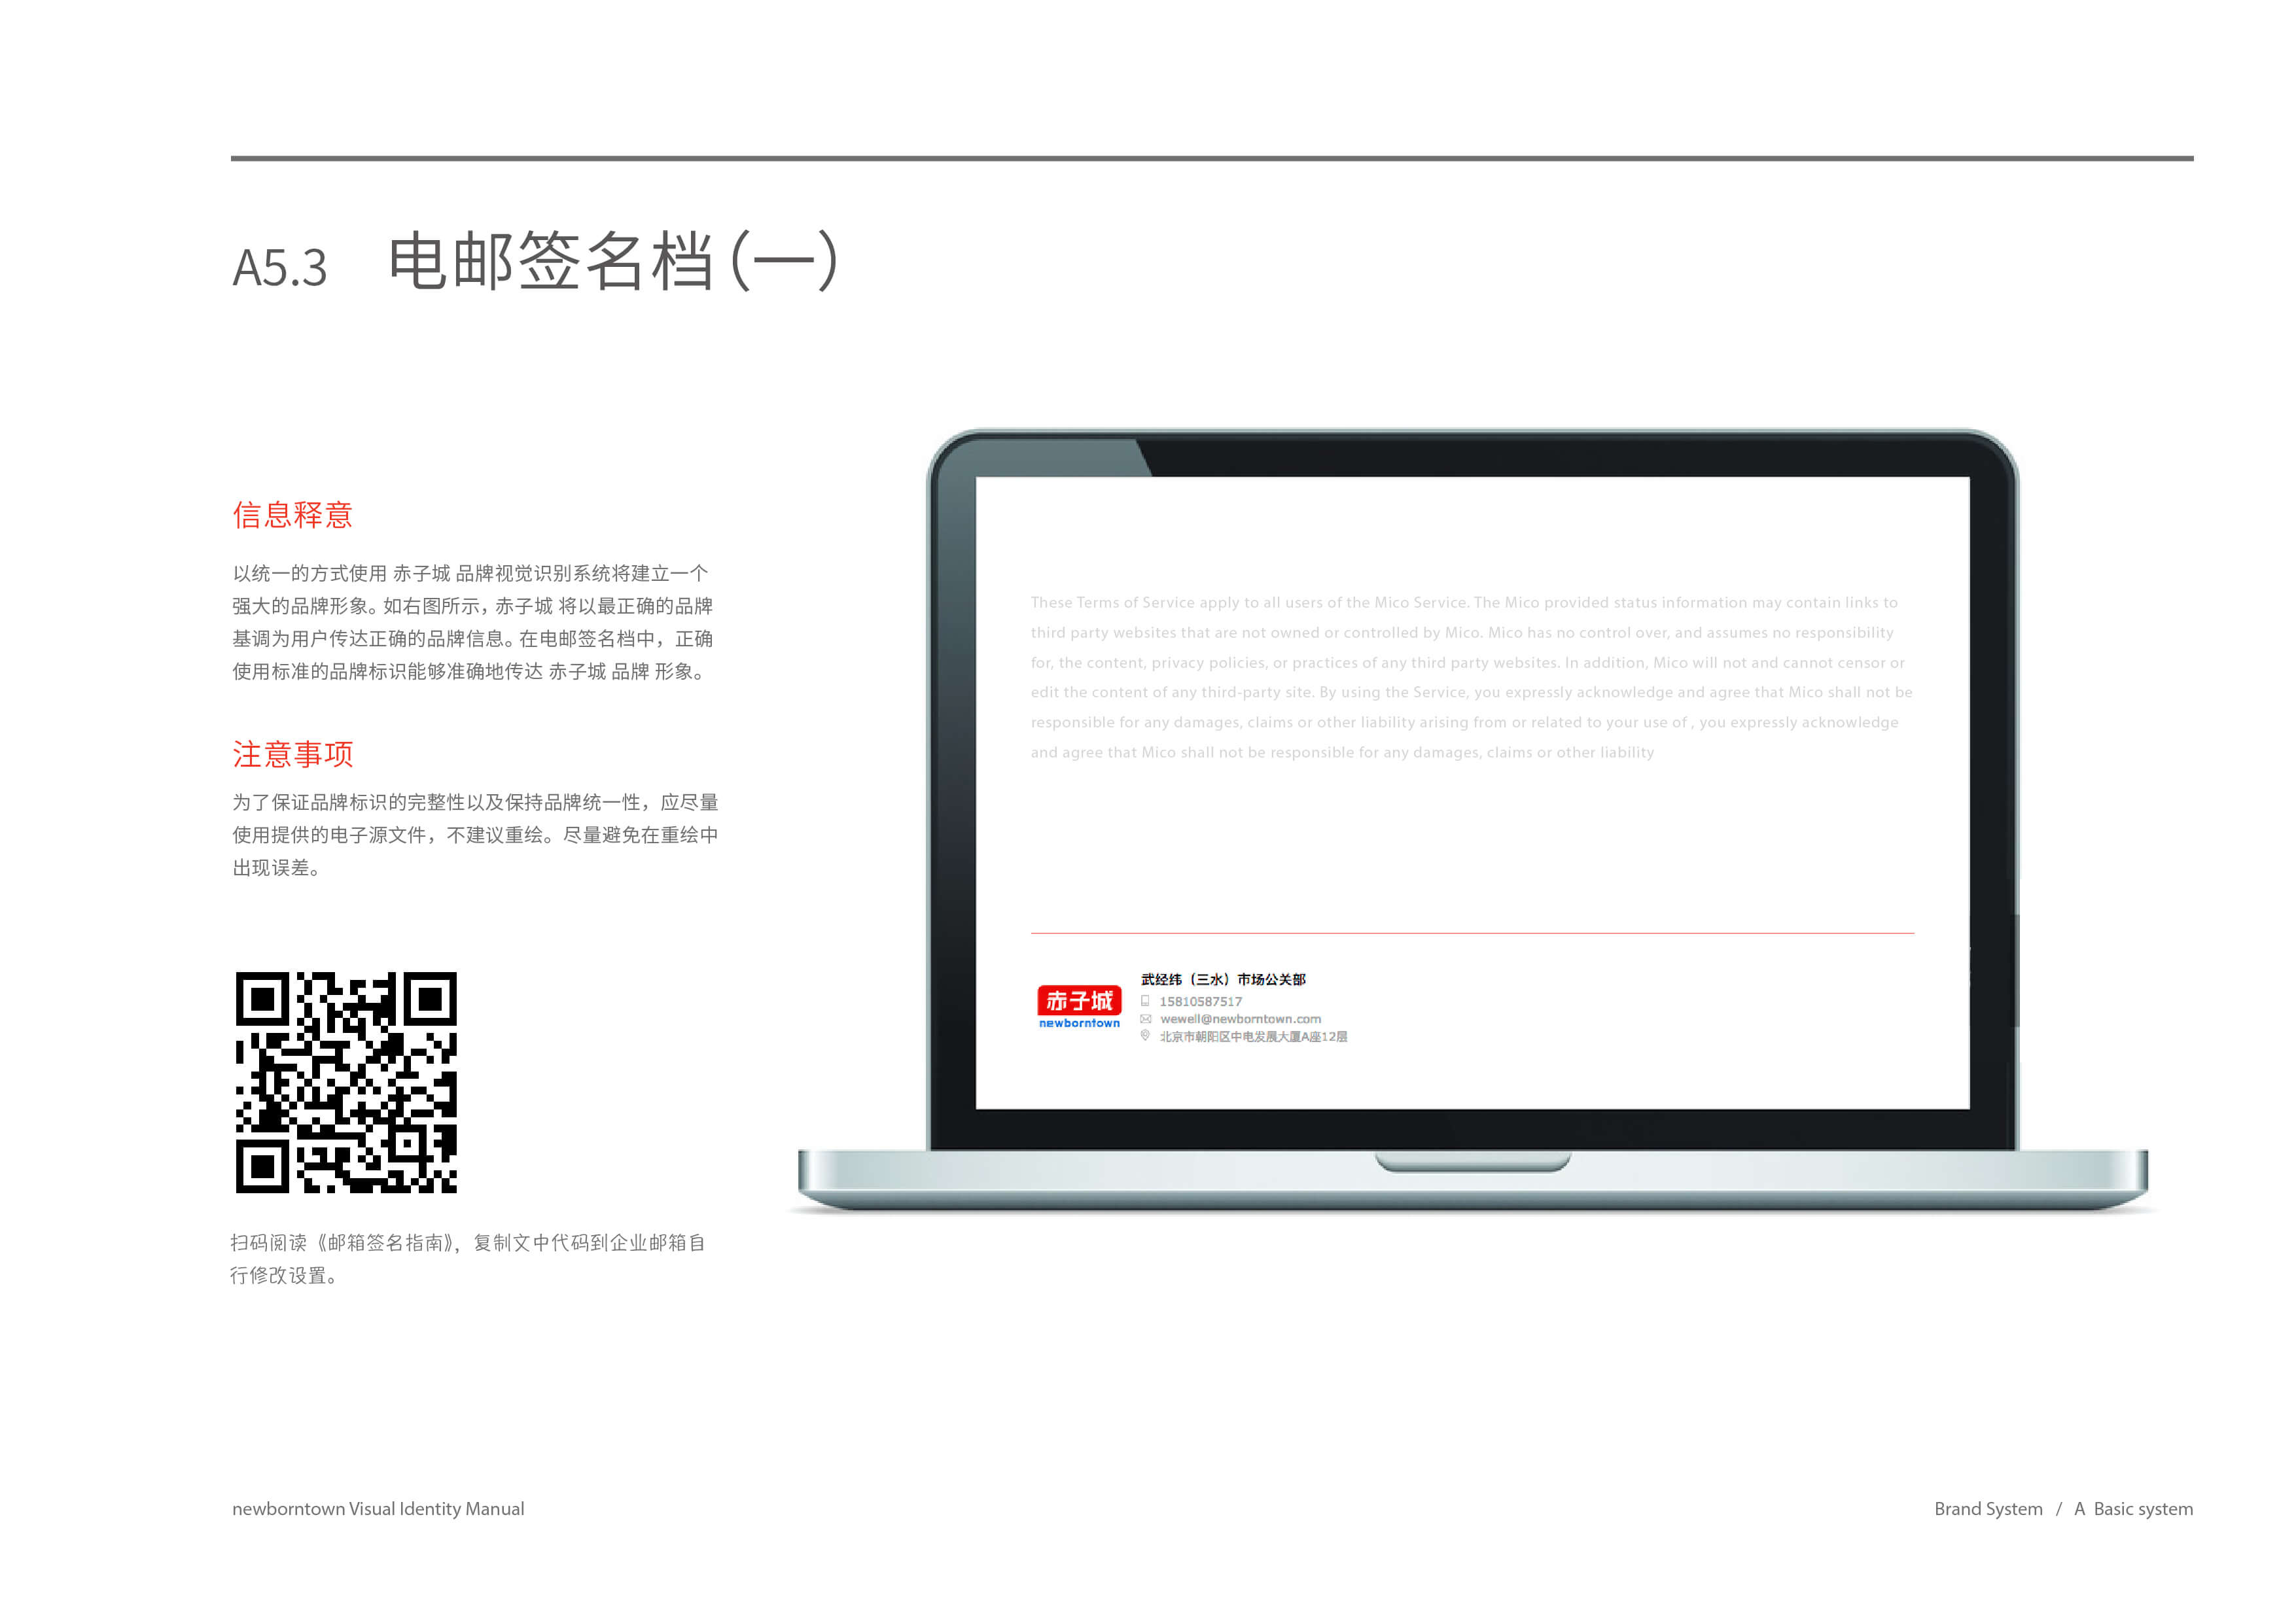 A5.3 电邮签名档（一）
信息释意
以统一的方式使用 赤子城 品牌视觉识别系统将建立一个
强大的品牌形象。如右图所示，赤子城 将以最正确的品牌
基调为用户传达正确的品牌信息。在电邮签名档中，正确
使用标准的品牌标识能够准确地传达 赤子城 品牌 形象。
注意事项
为了保证品牌标识的完整性以及保持品牌统一性，应尽量
使用提供的电子源文件，不建议重绘。尽量避免在重绘中
出现误差。
扫码阅读《邮箱签名指南》，复制文中代码到企业邮箱自
行修改设置。
These Terms of Service apply to all users of the Mico Service. The Mico provided status information may contain links to
third party websites that are not owned or controlled by Mico. Mico has no control over, and assumes no responsibility
for, the content, privacy policies, or practices of any third party websites. In addition, Mico will not and cannot censor or
edit the content of any third-party site. By using the Service, you expressly acknowledge and agree that Mico shall not be
responsible for any damages, claims or other liability arising from or related to your use of , you expressly acknowledge
and agree that Mico shall not be responsible for any damages, claims or other liability
赤子城
newborntown
武经纬（三水）市场公关部
15810587517
wewell@newborntown.com
北京市朝阳区中电发展大厦A座12层
newborntown Visual Identity Manual
Brand System / A Basic system